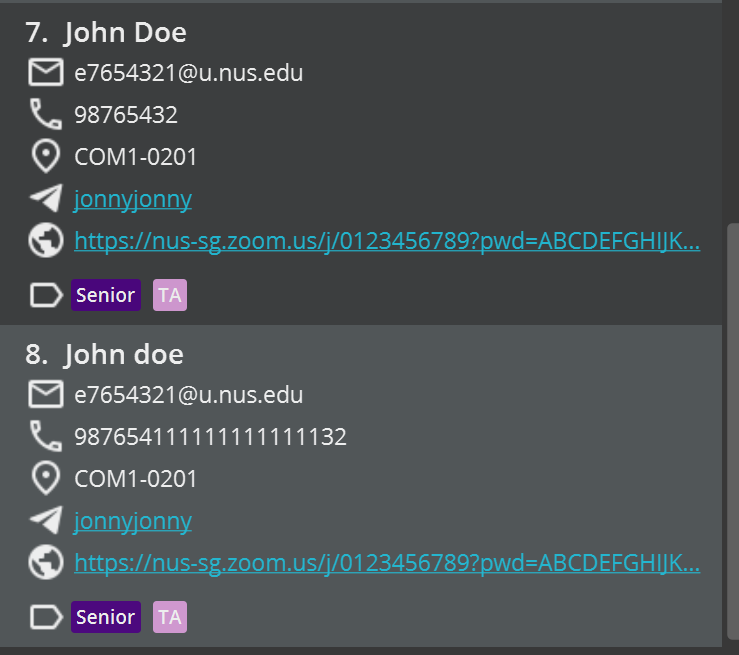 7. John Doe
e7654321@u.nus.edu
98765432
COM1-0201
jonnyjonny
https://nus-sg.zoom.us/j/0123456789?pwd=ABCDEFGHIJK...
Senior TA
8. John doe
e7654321@u.nus.edu
987654111111111111132
COM1-0201
jonnyjonny
https://nus-sg.zoom.us/j/0123456789?pwd=ABCDEFGHIJK...
Senior TA